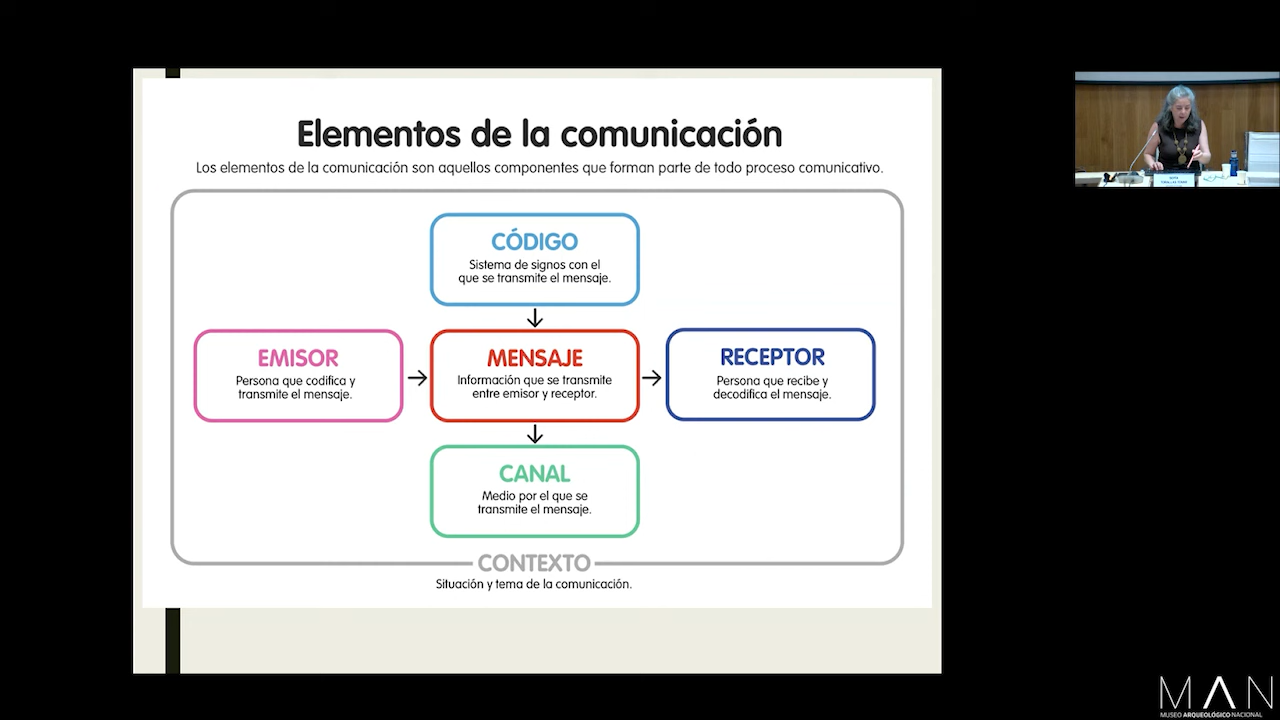 Elementos de la comunicación
Los elementos de la comunicación son aquellos componentes que forman parte de todo proceso comunicativo.
CÓDIGO
Sistema de signos con el
que se transmite el mensaje.
EMISOR
Persona que codifica y
transmite el mensaje.
MENSAJE
Información que se transmite
entre emisor y receptor.
RECEPTOR
Persona que recibe y
decodifica el mensaje.
CANAL
Medio por el que se
transmite el mensaje.
CONTEXTO
Situación y tema de la comunicación.
MAN
MUSEO ARQUEOLÓGICO NACIONAL